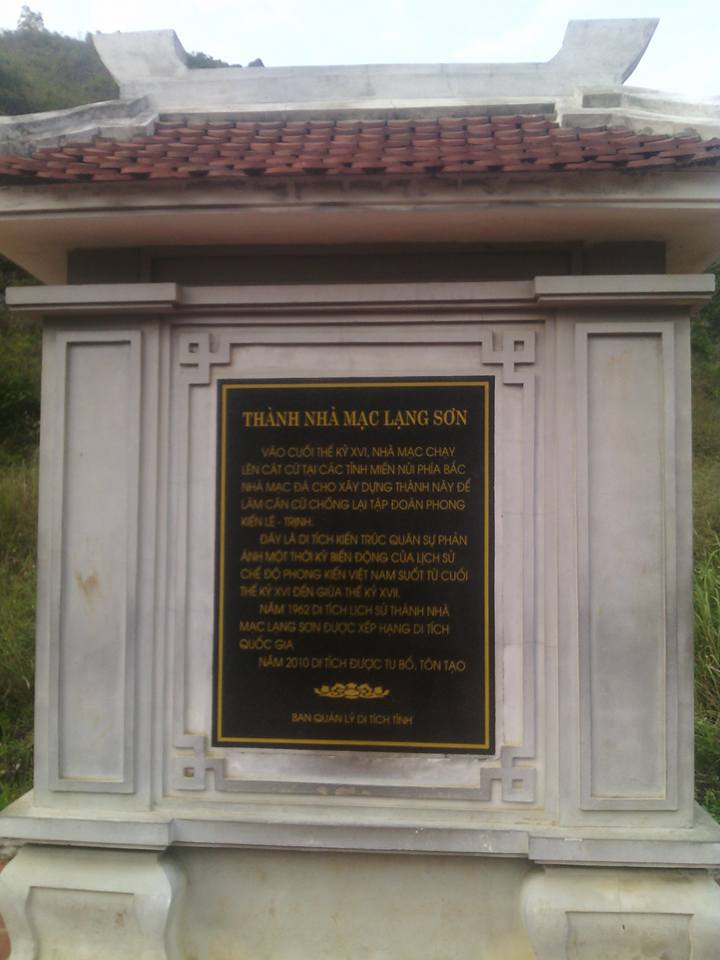 THÀNH NHÀ MẠC LẠNG SƠN
VÀO CUỐI THẾ KỶ XVI, NHÀ MẠC CHẠY
LÊN CÁT CỨ TẠI CÁC TỈNH MIỀN NÚI PHÍA BẮC
NHÀ MẠC ĐÃ CHO XÂY DỰNG THÀNH NÀY ĐỂ
LÀM CĂN CỨ CHỐNG LẠI TẬP ĐOÀN PHONG
KIẾN LÊ - TRỊNH.
ĐÂY LÀ DI TÍCH KIẾN TRÚC QUÂN SỰ PHẢN
ÁNH MỘT THỜI KỲ BIẾN ĐỘNG CỦA LỊCH SỬ
CHẾ ĐỘ PHONG KIẾN VIỆT NAM SUỐT TỪ CUỐI
THẾ KỶ XVI ĐẾN GIỮA THẾ KỶ XVII.
NĂM 1962 DI TÍCH LỊCH SỬ THÀNH NHÀ
MẠC LẠNG SƠN ĐƯỢC XẾP HẠNG DI TÍCH
QUỐC GIA
NĂM 2010 DI TÍCH ĐƯỢC TU BỔ, TÔN TẠO
BAN QUẢN LÝ DI TÍCH TỈNH